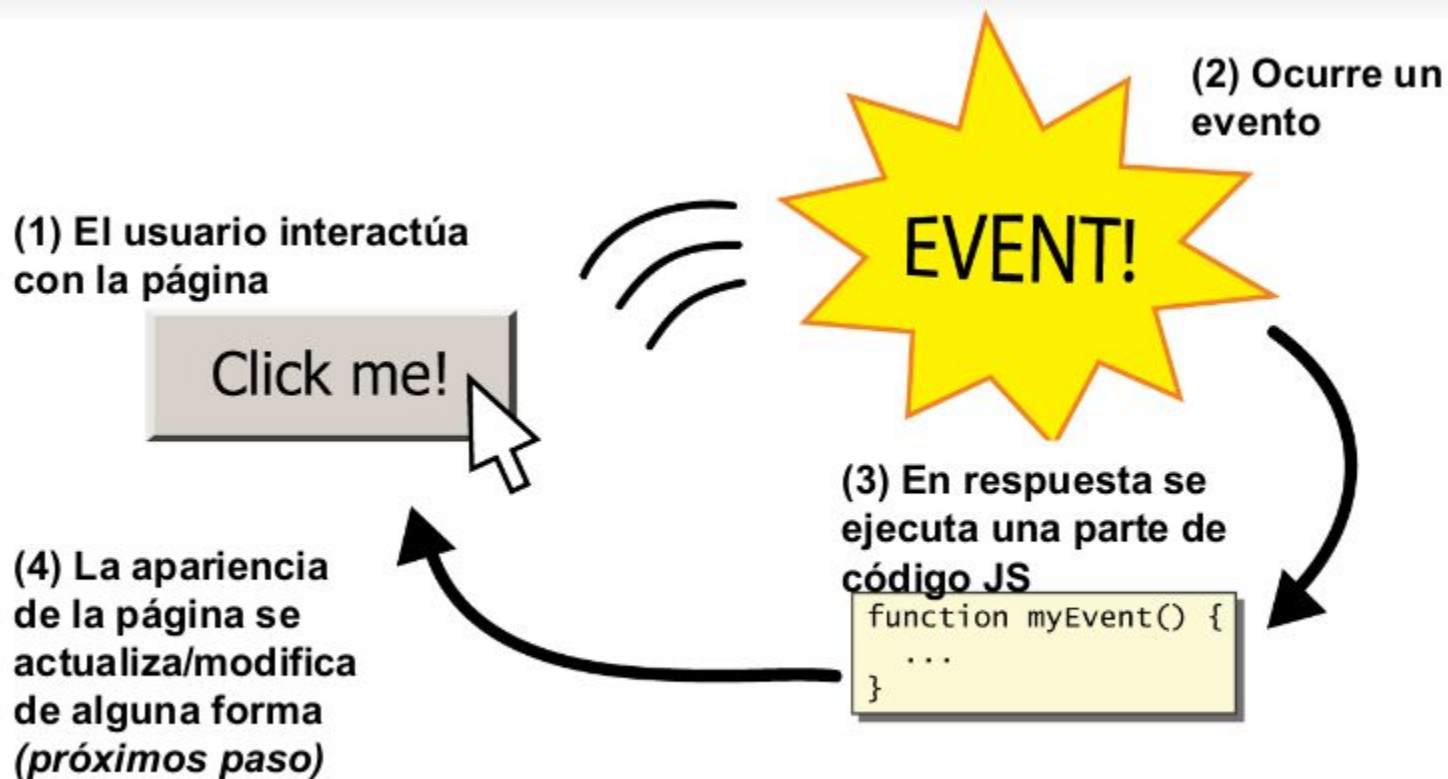 (1) El usuario interactúa
con la página
Click me!
EVENT!
(2) Ocurre un
evento
(3) En respuesta se
ejecuta una parte de
código JS
function myEvent() {
...
}
(4) La apariencia
de la página se
actualiza/modifica
de alguna forma
(próximos paso)